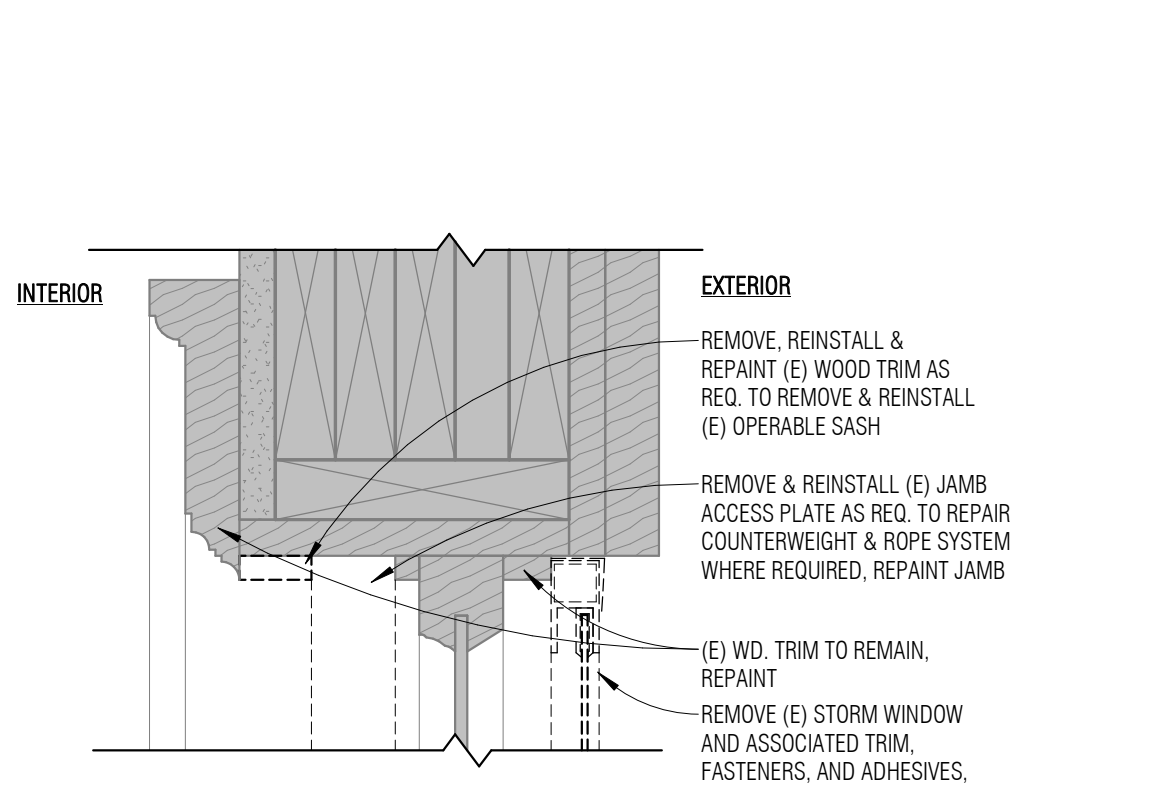 INTERIOR
EXTERIOR
REMOVE, REINSTALL &
REPAINT (E) WOOD TRIM AS
REQ. TO REMOVE & REINSTALL
(E) OPERABLE SASH
REMOVE & REINSTALL (E) JAMB
ACCESS PLATE AS REQ. TO REPAIR
COUNTERWEIGHT & ROPE SYSTEM
WHERE REQUIRED, REPAINT JAMB
(E) WD. TRIM TO REMAIN,
REPAINT
REMOVE (E) STORM WINDOW
AND ASSOCIATED TRIM,
FASTENERS, AND ADHESIVES,